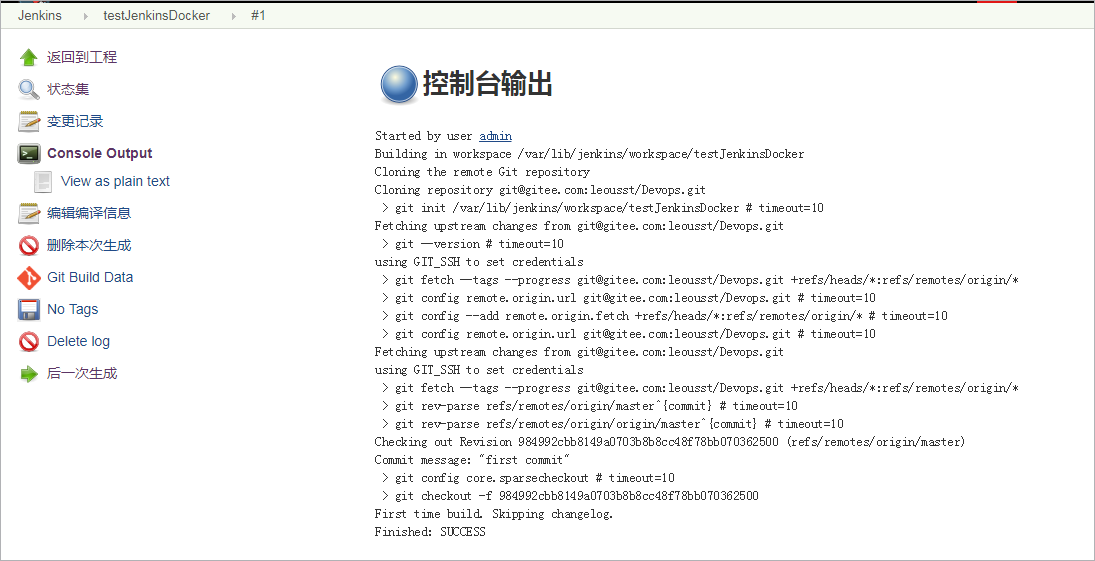 Jenkins
testJenkinsDocker
#1
返回到工程
状态集
变更记录
Console Output
View as plain text
编辑编译信息
删除本次生成
Git Build Data
No Tags
Delete log
后一次生成
控制台输出
Started by user admin
Building in workspace /var/lib/jenkins/workspace/testJenkinsDocker
Cloning the remote Git repository
Cloning repository git@gitee.com:leousst/Devops.git
> git init /var/lib/jenkins/workspace/testJenkinsDocker # timeout=10
Fetching upstream changes from git@gitee.com:leousst/Devops.git
> git --version # timeout=10
using GIT_SSH to set credentials
> git fetch --tags --progress git@gitee.com:leousst/Devops.git +refs/heads/*:refs/remotes/origin/*
> git config remote.origin.url git@gitee.com:leousst/Devops.git # timeout=10
> git config --add remote.origin.fetch +refs/heads/*:refs/remotes/origin/* # timeout=10
> git config remote.origin.url git@gitee.com:leousst/Devops.git # timeout=10
Fetching upstream changes from git@gitee.com:leousst/Devops.git
using GIT_SSH to set credentials
> git fetch --tags --progress git@gitee.com:leousst/Devops.git +refs/heads/*:refs/remotes/origin/*
> git rev-parse refs/remotes/origin/master^{commit} # timeout=10
> git rev-parse refs/remotes/origin/origin/master^{commit} # timeout=10
Checking out Revision 984992cbb8149a0703b8b8cc48f78bb070362500 (refs/remotes/origin/master)
Commit message: "first commit"
> git config core.sparsecheckout # timeout=10
> git checkout -f 984992cbb8149a0703b8b8cc48f78bb070362500
First time build. Skipping changelog.
Finished: SUCCESS